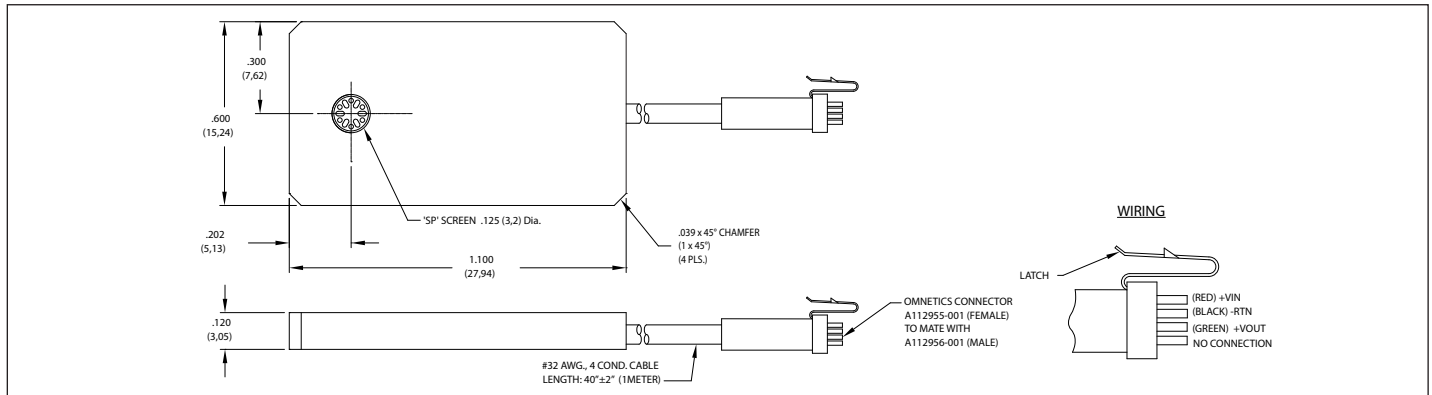 .300
(7,62)
.600
(15,24)
'SP' SCREEN .125 (3,2) Dia.
.202
(5,13)
.039 x 45° CHAMFER
(1 x 45°)
(4 PLS.)
1.100
(27,94)
.120
(3,05)
#32 AWG., 4 COND. CABLE
LENGTH: 40"±2" (1METER)
OMNETICS CONNECTOR
A112955-001 (FEMALE)
TO MATE WITH
A112956-001 (MALE)
WIRING
LATCH
(RED) +VIN
(BLACK) -RTN
(GREEN) +VOUT
NO CONNECTION